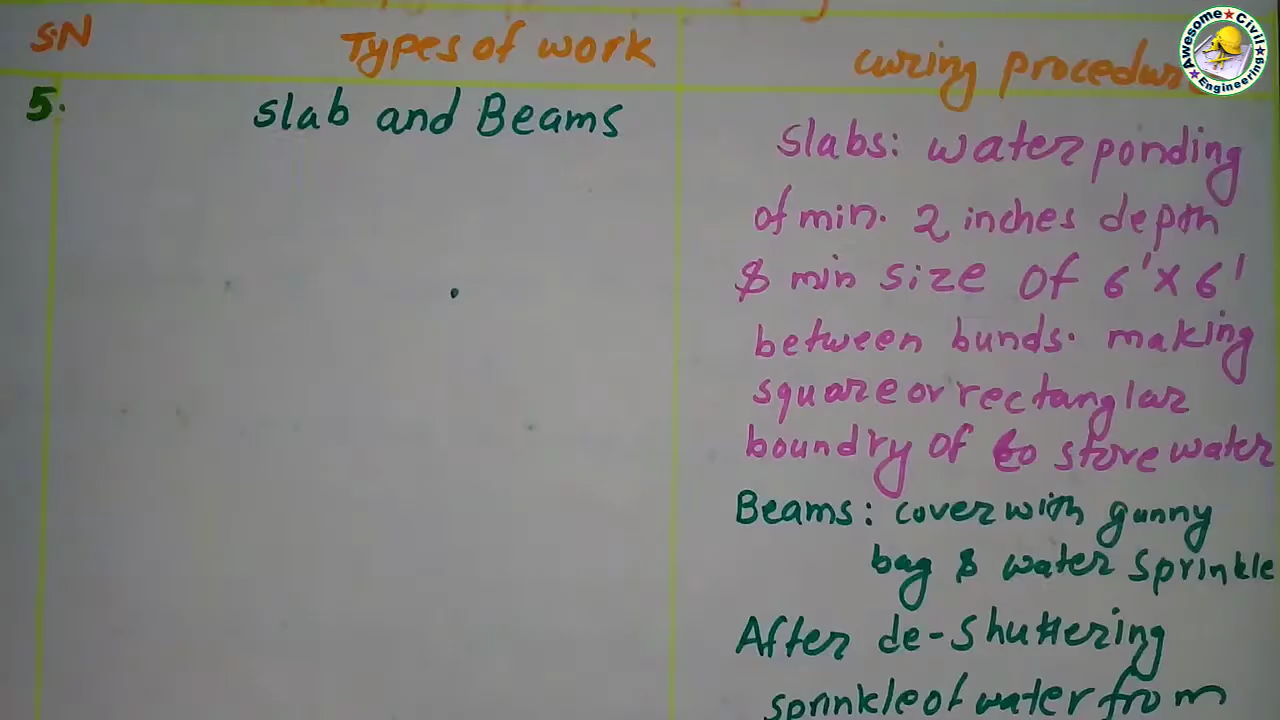 S.N Types of work curing procedure
5. Slab and Beams
Slabs: water ponding
of min. 2 inches depth
& min size of 6'x6'
between bunds. making
square or rectanglar
boundry of to store water
Beams: cover with gunny
bag & water sprinkle
After de-shuttering
sprinkle of water from
Awesome Civil
Engineering